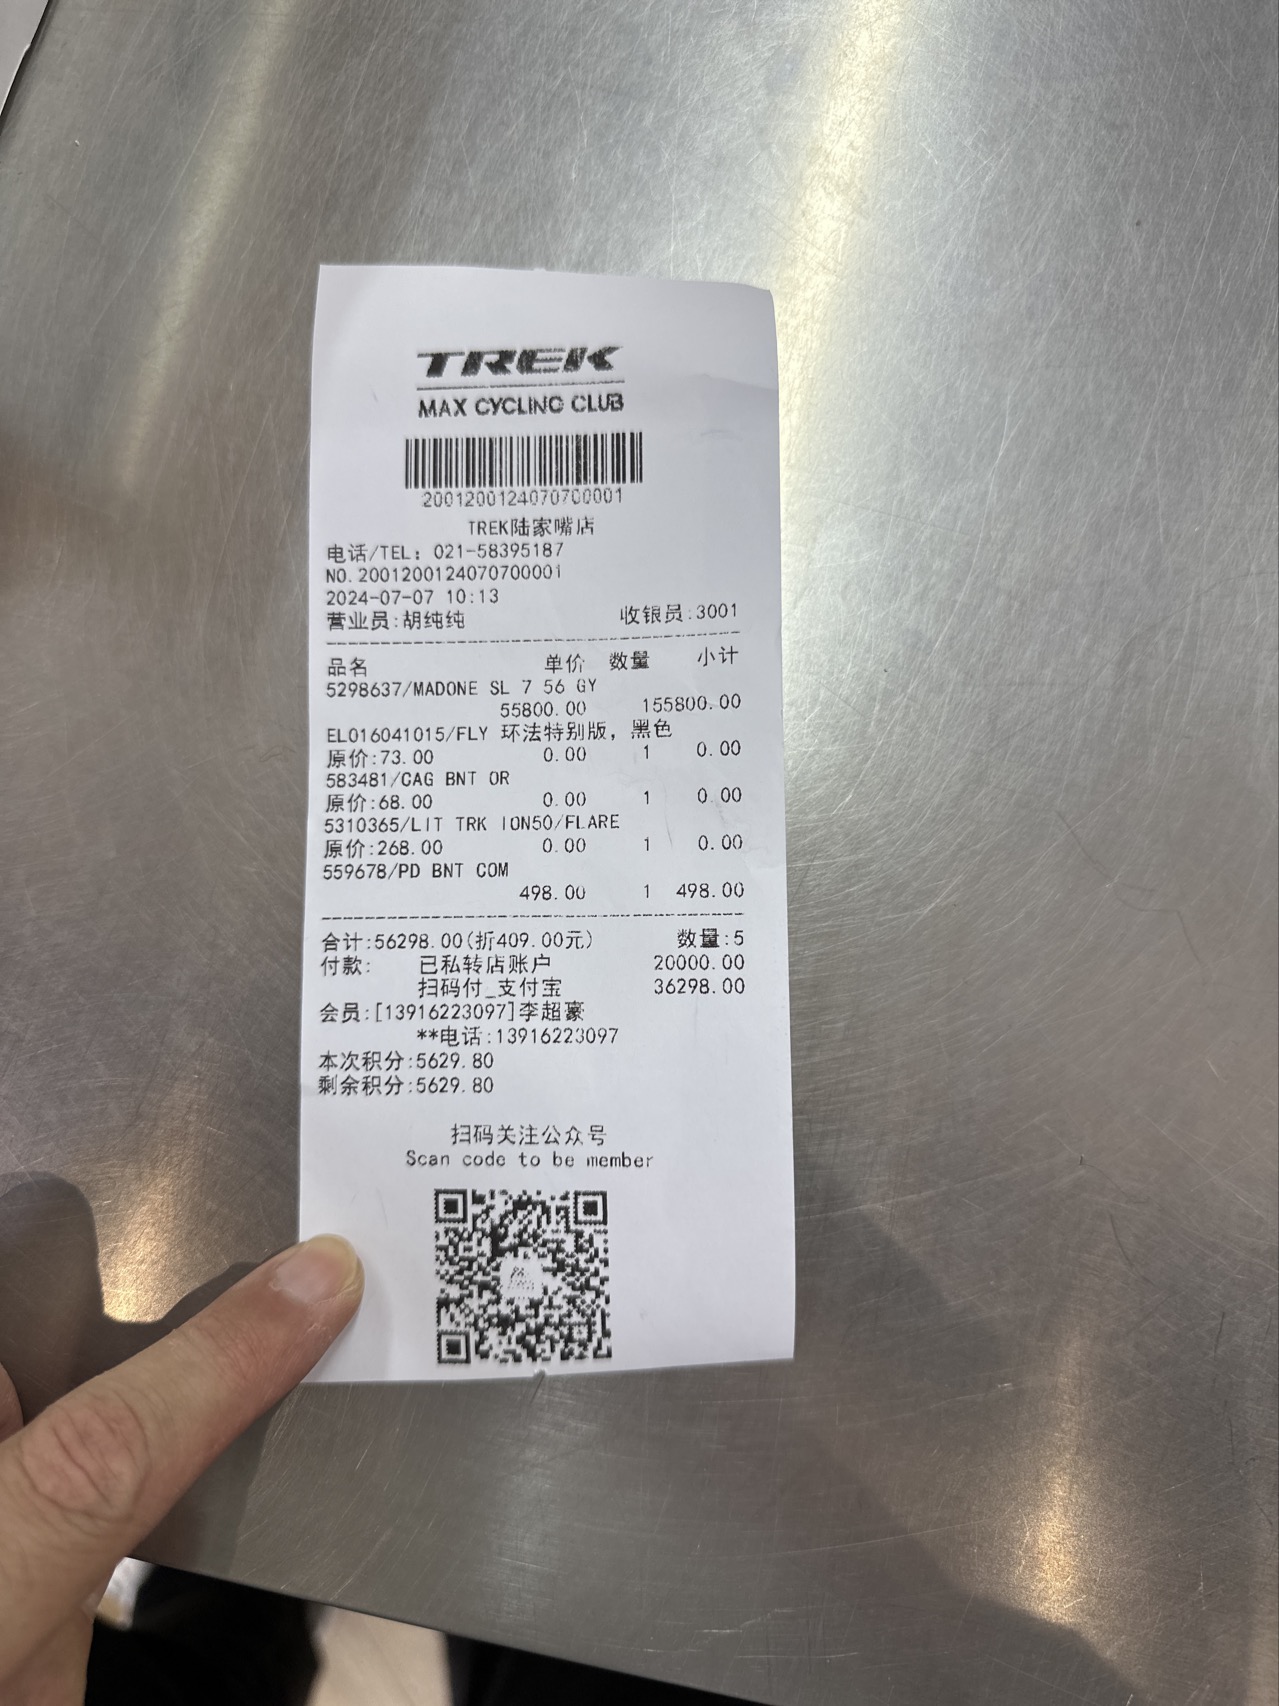 TREK
MAX CYCLING CLUB
2001200124070700001
TREK陆家嘴店
电话/TEL: 021-58395187
NO.2001200124070700001
2024-07-07 10:13
营业员:胡纯纯 收银员:3001
品名 单价 数量 小计
5298637/MADONE SL 7 56 GY
55800.00 155800.00
EL016041015/FLY 环法特别版，黑色
原价:73.00 0.00 1 0.00
583481/CAG BNT OR
原价:68.00 0.00 1 0.00
5310365/LIT TRK ION50/FLARE
原价:268.00 0.00 1 0.00
559678/PD BNT COM
498.00 1 498.00
合计:56298.00(折409.00元) 数量:5
付款: 已私转店账户 20000.00
扫码付_支付宝 36298.00
会员:[13916223097]李超豪
**电话:13916223097
本次积分:5629.80
剩余积分:5629.80
扫码关注公众号
Scan code to be member